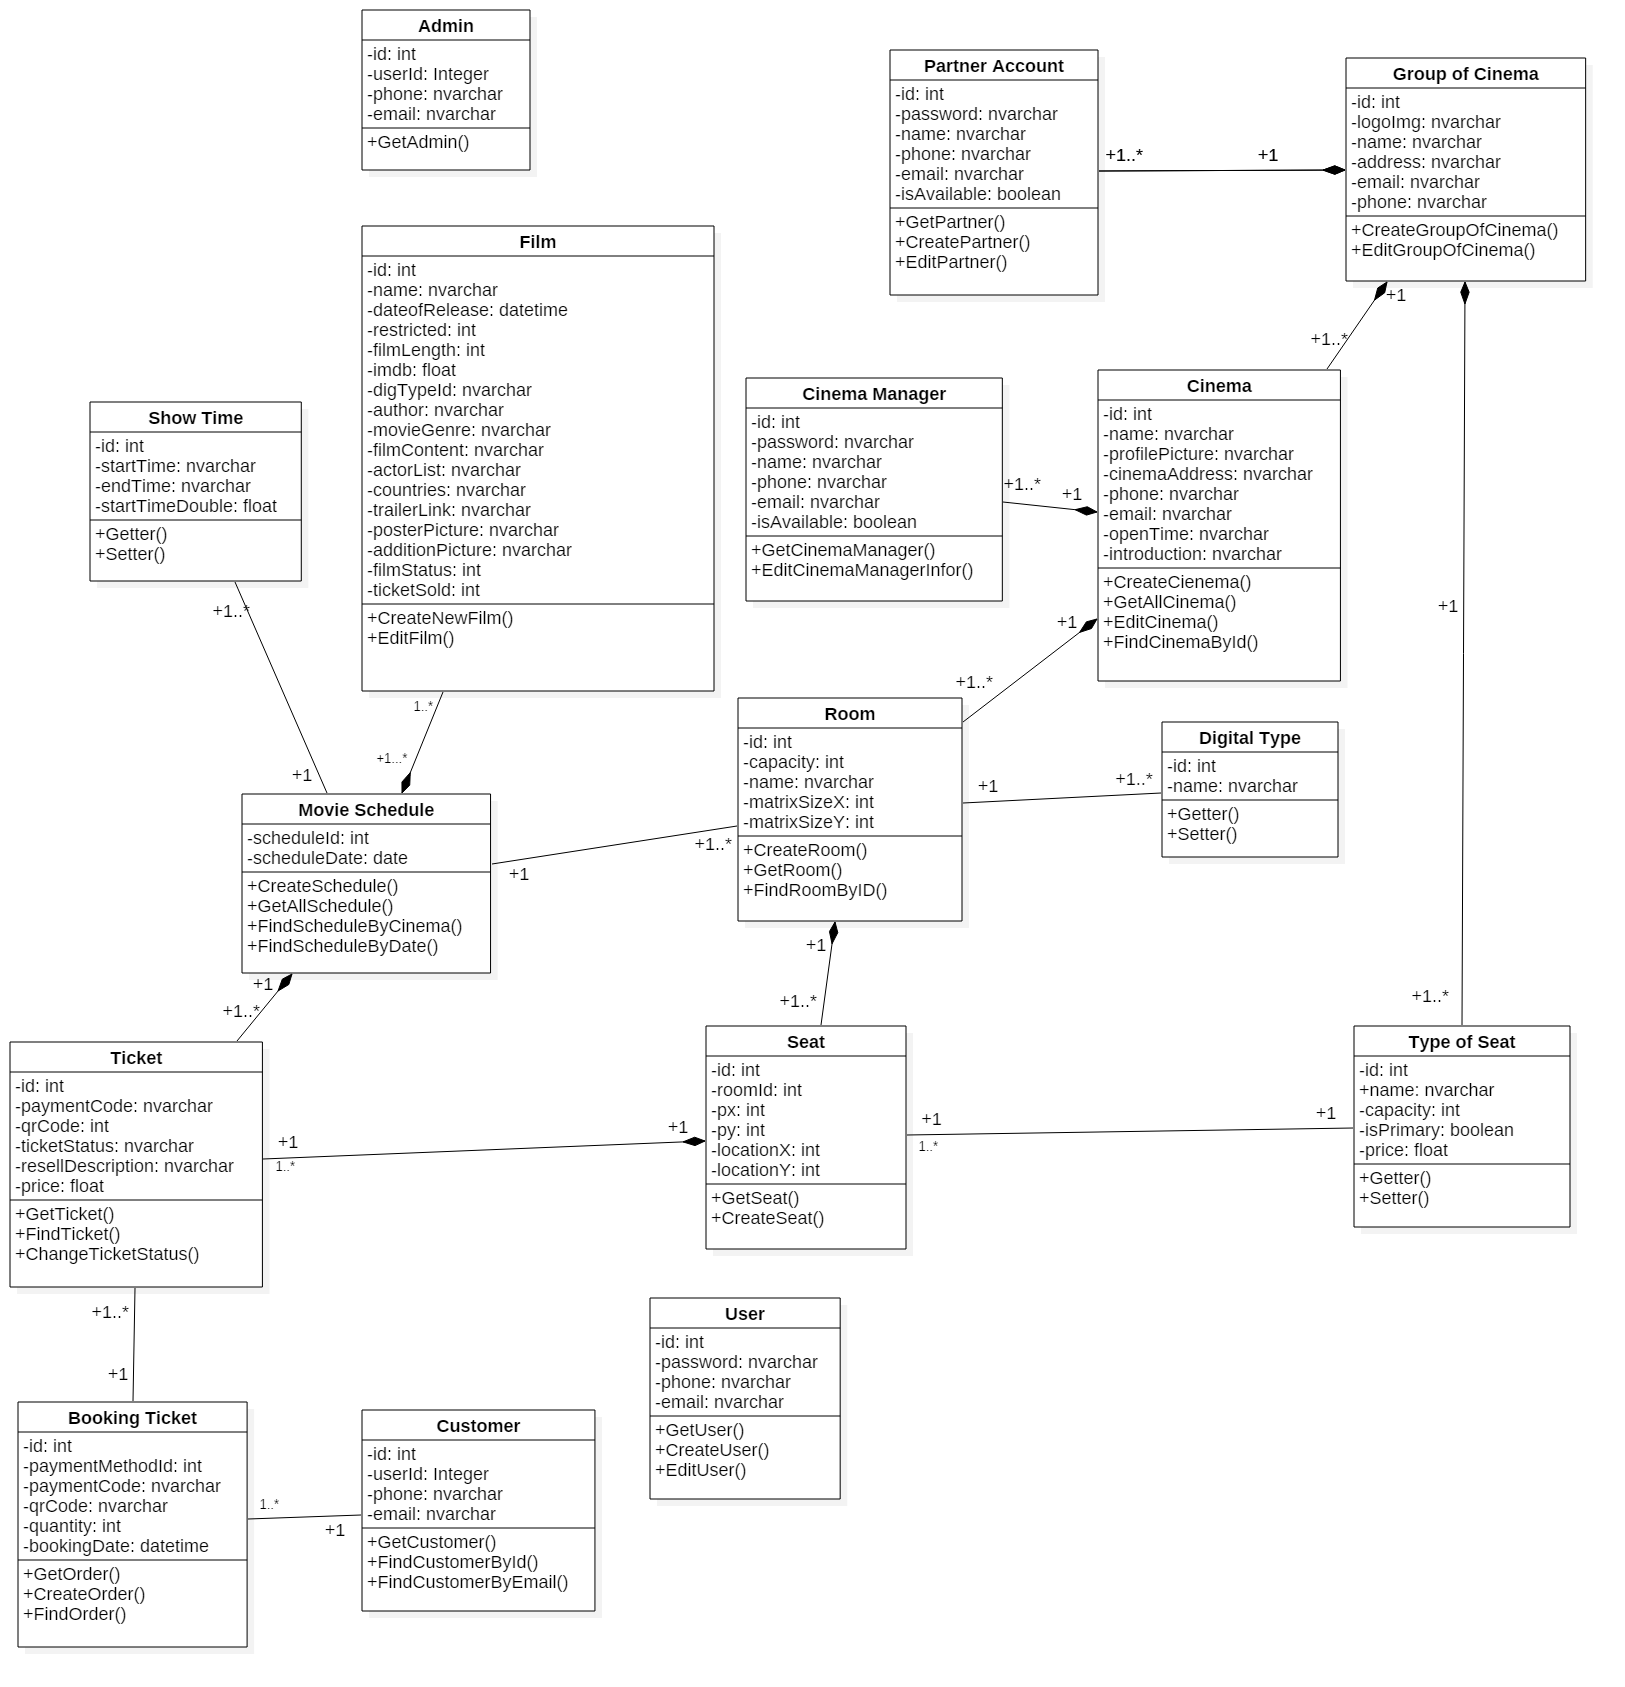 Admin
-id: int
-userId: Integer
-phone: nvarchar
-email: nvarchar
+GetAdmin()
Partner Account
-id: int
-password: nvarchar
-name: nvarchar
-phone: nvarchar
-email: nvarchar
-isAvailable: boolean
+GetPartner()
+CreatePartner()
+EditPartner()
+1..*
+1
Group of Cinema
-id: int
-logoImg: nvarchar
-name: nvarchar
-address: nvarchar
-email: nvarchar
-phone: nvarchar
+CreateGroupOfCinema()
+EditGroupOfCinema()
+1
+1..*
Film
-id: int
-name: nvarchar
-dateofRelease: datetime
-restricted: int
-filmLength: int
-imdb: float
-digTypeId: nvarchar
-author: nvarchar
-movieGenre: nvarchar
-filmContent: nvarchar
-actorList: nvarchar
-countries: nvarchar
-trailerLink: nvarchar
-posterPicture: nvarchar
-additionPicture: nvarchar
-filmStatus: int
-ticketSold: int
+CreateNewFilm()
+EditFilm()
Show Time
-id: int
-startTime: nvarchar
-endTime: nvarchar
-startTimeDouble: float
+Getter()
+Setter()
Cinema Manager
-id: int
-password: nvarchar
-name: nvarchar
-phone: nvarchar
-email: nvarchar
-isAvailable: boolean
+GetCinemaManager()
+EditCinemaManagerInfor()
+1..*
+1
Cinema
-id: int
-name: nvarchar
-profilePicture: nvarchar
-cinemaAddress: nvarchar
-phone: nvarchar
-email: nvarchar
-openTime: nvarchar
-introduction: nvarchar
+CreateCienema()
+GetAllCinema()
+EditCinema()
+FindCinemaById()
+1
+1..*
+1
+1..*
+1..*
+1
1..*
+1...*
Room
-id: int
-capacity: int
-name: nvarchar
-matrixSizeX: int
-matrixSizeY: int
+CreateRoom()
+GetRoom()
+FindRoomByID()
+1
+1..*
Digital Type
-id: int
-name: nvarchar
+Getter()
+Setter()
Movie Schedule
-scheduleId: int
-scheduleDate: date
+CreateSchedule()
+GetAllSchedule()
+FindScheduleByCinema()
+FindScheduleByDate()
+1
+1..*
+1
+1..*
+1
+1..*
Ticket
-id: int
-paymentCode: nvarchar
-qrCode: int
-ticketStatus: nvarchar
-resellDescription: nvarchar
-price: float
+GetTicket()
+FindTicket()
+ChangeTicketStatus()
+1
1..*
+1
Seat
-id: int
-roomId: int
-px: int
-py: int
-locationX: int
-locationY: int
+GetSeat()
+CreateSeat()
+1
1..*
+1
Type of Seat
-id: int
+name: nvarchar
-capacity: int
-isPrimary: boolean
-price: float
+Getter()
+Setter()
+1..*
+1
Booking Ticket
-id: int
-paymentMethodId: int
-paymentCode: nvarchar
-qrCode: nvarchar
-quantity: int
-bookingDate: datetime
+GetOrder()
+CreateOrder()
+FindOrder()
1..*
+1
Customer
-id: int
-userId: Integer
-phone: nvarchar
-email: nvarchar
+GetCustomer()
+FindCustomerById()
+FindCustomerByEmail()
User
-id: int
-password: nvarchar
-phone: nvarchar
-email: nvarchar
+GetUser()
+CreateUser()
+EditUser()